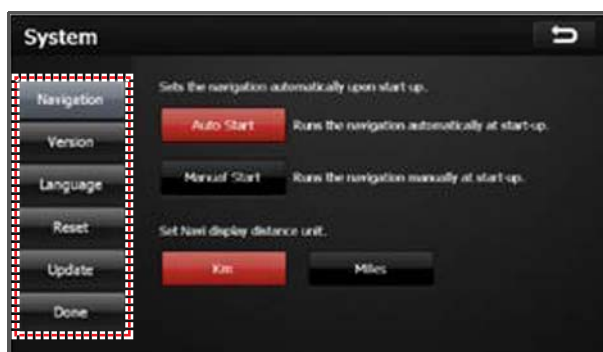 System
Navigation
Version
Language
Reset
Update
Done
Sets the navigation automatically upon start up.
Auto Start
Runs the navigation automatically at start-up.
Manual Start
Runs the navigation manually at start-up.
Set Navi display distance unit.
Km
Miles